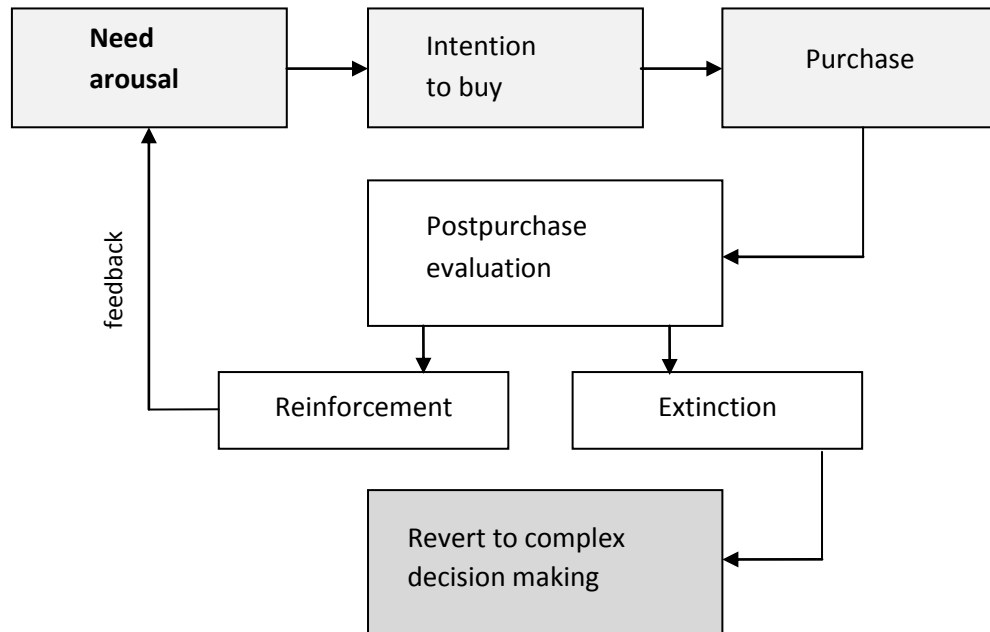 Need
arousal
Intention
to buy
Purchase
Postpurchase
evaluation
feedback
Reinforcement
Extinction
Revert to complex
decision making